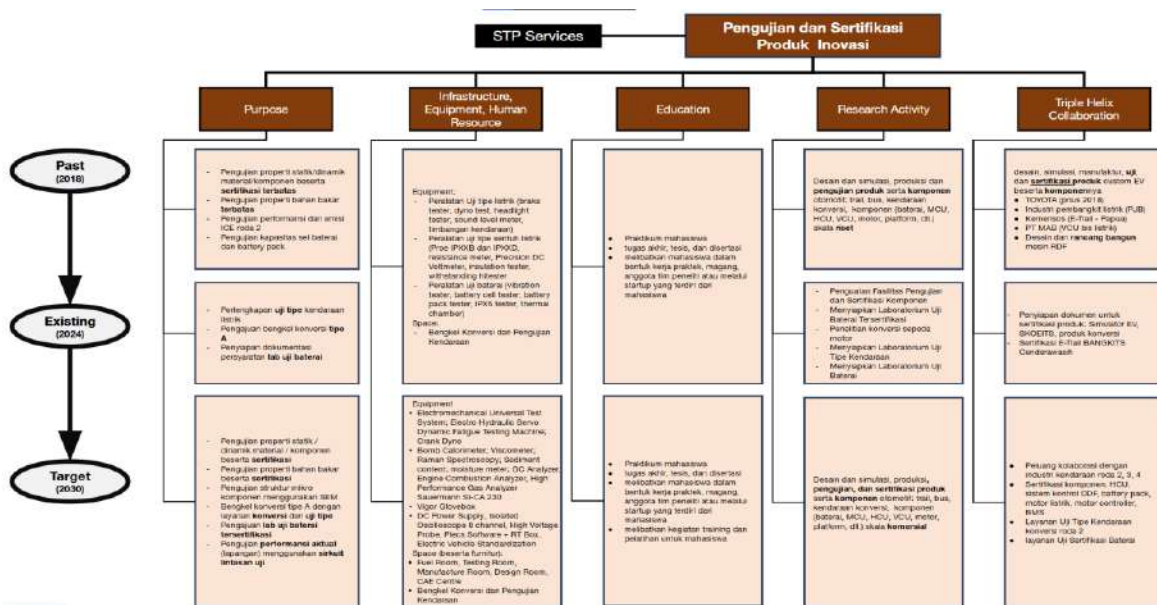 STP Services
Pengujian dan Sertifikasi
Produk Inovasi
Purpose
Infrastructure,
Equipment, Human
Resource
Education
Research Activity
Triple Helix
Collaboration
Past
(2018)
- Pengujian properti statik/dinamik
material/komponen beserta
sertifikasi terbatas
- Pengujian properti bahan bakar
terbatas
- Pengujian performansi dan emisi
ICE roda 2
- Pengujian kapasitas sel baterai
dan battery pack
Equipment:
- Peralatan Uji tipe listrik (brake
tester, dyno test, headlight
tester, sound level meter,
timbangan kendaraan)
- Peralatan uji tipe sentuh listrik
(Proe IPXXB dan IPXXD,
resistance meter, Precision DC
Voltmeter, insulation tester,
withstanding hitester
- Peralatan uji baterai (Vibration
tester, battery cell tester, battery
pack tester, IPX5 tester, thermal
chamber)
Space:
- Bengkel Konversi dan Pengujian
Kendaraan
● Praktikum mahasiswa
● tugas akhir, tesis, dan disertasi
● melibatkan mahasiswa dalam
bentuk kerja praktek, magang,
anggota tim peneliti atau melalui
startup yang terdiri dari
mahasiswa
Desain dan simulasi, produksi dan
pengujian produk serta komponen
otomotif: trail, bus, kendaraan
konversi, komponen (baterai, MCU,
HCU, VCU, motor, platform, dll.)
skala riset
desain, simulasi, manufaktur, uji,
dan sertifikasi produk custom EV
beserta komponennya
● TOYOTA (prius 2018)
● Industri pembangkit listrik (PJB)
● Kemensos (E-Trail - Papua)
● PT MAB (VCU bis listrik)
● Desain dan rancang bangun
mesin RDF
Existing
(2024)
- Perlengkapan uji tipe kendaraan
listrik
- Pengajuan bengkel konversi tipe
A
- Penyiapan dokumentasi
persyaratan lab uji baterai
- Penguatan Fasilitas Pengujian
dan Sertifikasi Komponen
- Menyiapkan Laboratorium Uji
Baterai Tersertifikasi
- Penelitian konversi sepeda
motor
- Menyiapkan Laboratorium Uji
Tipe Kendaraan
- Menyiapkan Laboratorium Uji
Baterai
- Penyiapan dokumen untuk
sertifikasi produk: Simulator EV,
produk konversi
- Sertifikasi E-Trail BANGKITS
Cenderawasih
Target
(2030)
- Pengujian properti statik /
dinamik material / komponen
beserta sertifikasi
- Pengujian properti bahan bakar
beserta sertifikasi
- Pengujian struktur mikro
komponen menggunakan SEM
- Bengkel konversi tipe A dengan
layanan konversi dan uji tipe
- Pengajuan lab uji baterai
tersertifikasi
- Pengujian performansi aktual
(lapangan) menggunakan sirkuit
lintasan uji
Equipment
• Electromechanical Universal Test
System; Electro Hydraulic Servo
Dynamic Fatigue Testing Machine;
Crank Dyno
• Bomb Calorimeter; Viscometer;
Raman Spectroscopy; Sediment
content, moisture meter, GC Analyzer,
Engine Combustion Analyzer, High
Performance Gas Analyzer
Sauermann SI-CA 230
• Vigor Glovebox
• DC Power Supply, Isolated
Oscilloscope 8 channel, High Voltage
Probe, Plecs Software + RT Box,
Electric Vehicle Standardization
Space (beserta furnitur):
• Fuel Room, Testing Room,
Manufacture Room, Design Room,
CAE Centre
• Bengkel Konversi dan Pengujian
Kendaraan
● Praktikum mahasiswa
● tugas akhir, tesis, dan disertasi
● melibatkan mahasiswa dalam
bentuk kerja praktek, magang,
anggota tim peneliti atau melalui
startup yang terdiri dari
mahasiswa
● melibatkan kegiatan training dan
pelatihan untuk mahasiswa
Desain dan simulasi, produksi,
pengujian, dan sertifikasi produk
serta komponen otomotif: trail, bus,
kendaraan konversi, komponen
(baterai, MCU, HCU, VCU, motor,
platform, dll.) skala komersial
● Peluang kolaborasi dengan
industri kendaraan roda 2, 3, 4
● Sertifikasi komponen, HCU,
sistem kontrol DDF, battery pack,
motor listrik, motor controller,
BMS
● Layanan Uji Tipe Kendaraan
konversi roda 2
● layanan Uji Sertifikasi Baterai